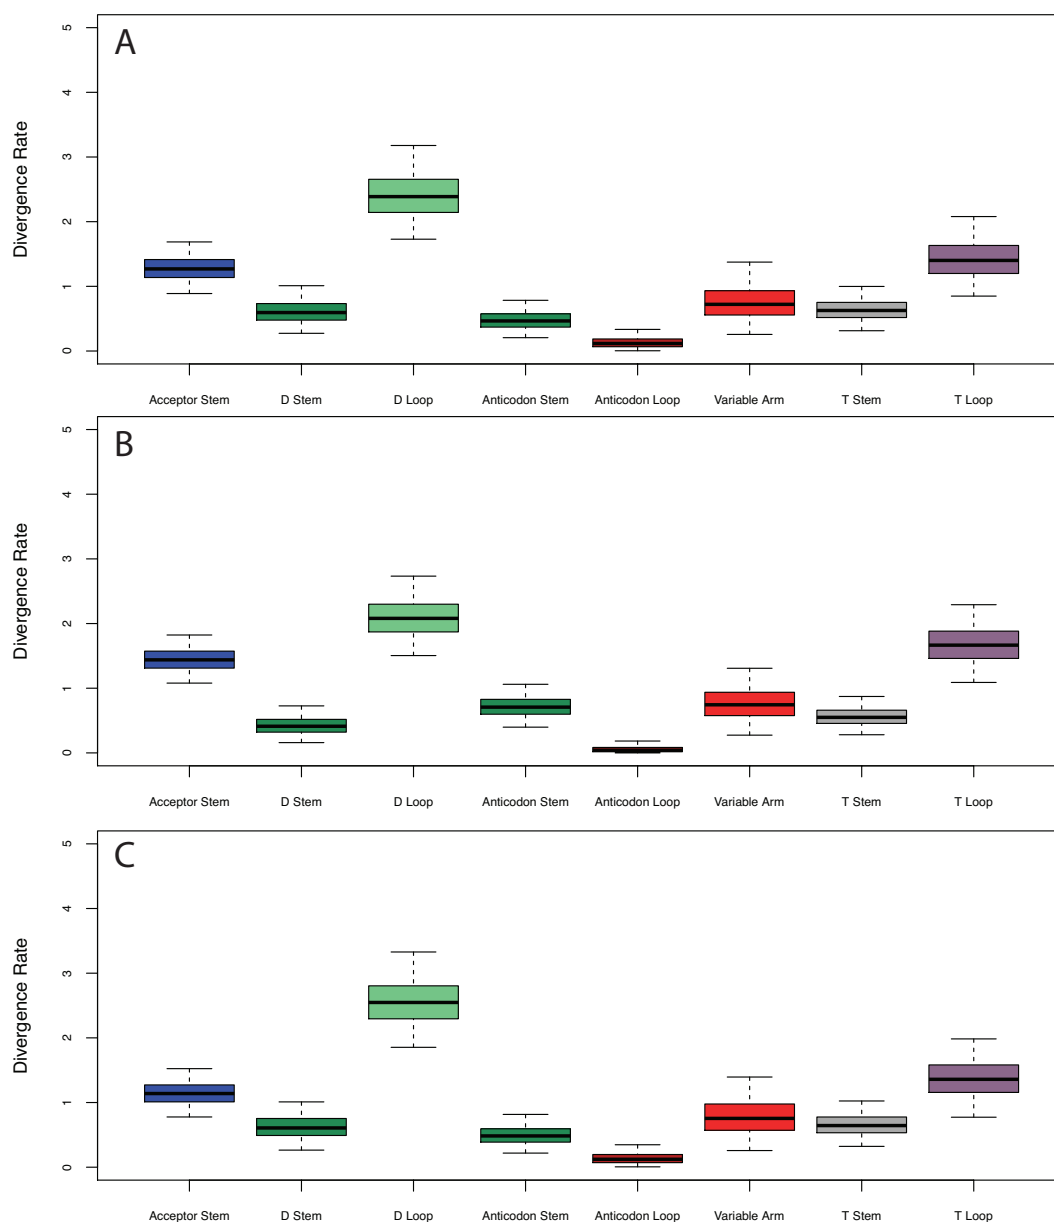 A
Divergence Rate
5
4
3
2
1
0
Acceptor Stem D Stem D Loop Anticodon Stem Anticodon Loop Variable Arm T Stem T Loop
B
Divergence Rate
5
4
3
2
1
0
Acceptor Stem D Stem D Loop Anticodon Stem Anticodon Loop Variable Arm T Stem T Loop
C
Divergence Rate
5
4
3
2
1
0
Acceptor Stem D Stem D Loop Anticodon Stem Anticodon Loop Variable Arm T Stem T Loop